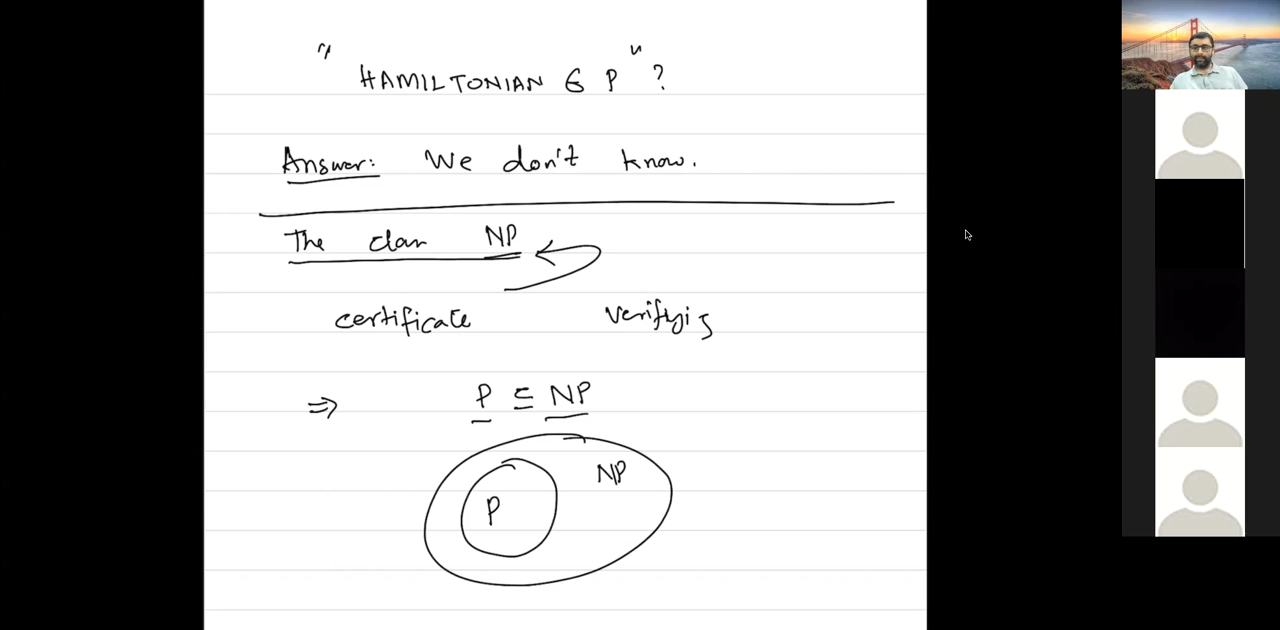 "HAMILTONIAN ∈ P"?
Answer: We don't know.
The class NP
certificate verifying
⇒ P ⊆ NP
NP
P